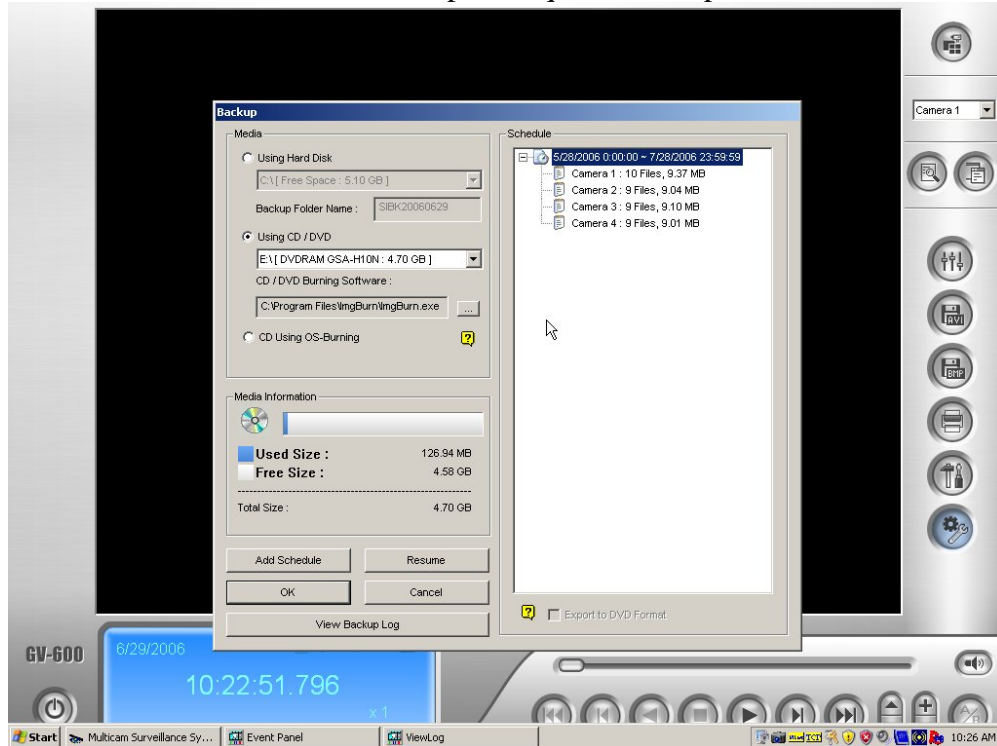 Camera 1
Backup
Media
Using Hard Disk
C:\ [ Free Space : 5.10 GB ]
Backup Folder Name :
SIBK20060629
Using CD / DVD
E:\ [ DVDRAM GSA-H10N : 4.70 GB ]
CD / DVD Burning Software :
C:\Program Files\ImgBurn\ImgBurn.exe
...
CD Using OS-Burning
Media Information
Used Size : 126.94 MB
Free Size : 4.58 GB
Total Size : 4.70 GB
Add Schedule
Resume
OK
Cancel
View Backup Log
Schedule
5/28/2006 0:00:00 ~ 7/28/2006 23:59:59
Camera 1 : 10 Files, 9.37 MB
Camera 2 : 9 Files, 9.04 MB
Camera 3 : 9 Files, 9.10 MB
Camera 4 : 9 Files, 9.01 MB
Export to DVD Format
AVI
BMP
GV-600
6/29/2006
10:22:51.796
x 1
A/B
Start
Multicam Surveillance Sy...
Event Panel
ViewLog
10:26 AM